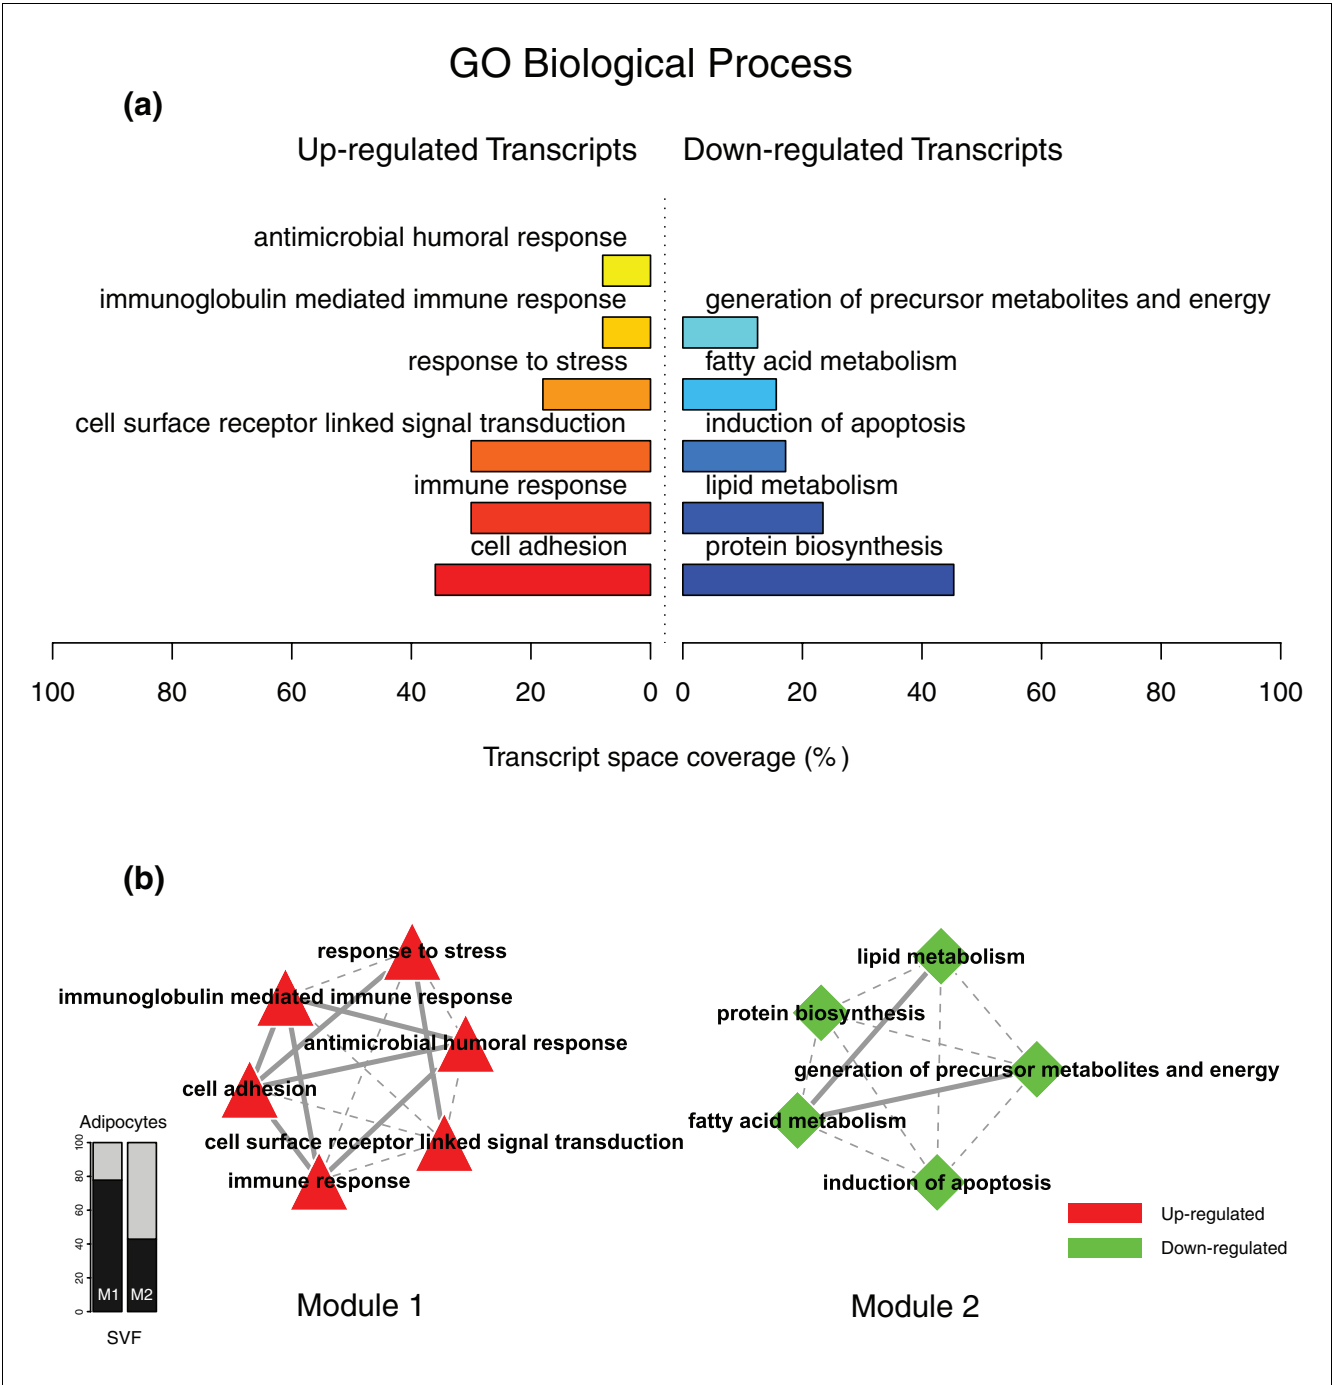 GO Biological Process
(a)
Up-regulated Transcripts
Down-regulated Transcripts
antimicrobial humoral response
immunoglobulin mediated immune response
generation of precursor metabolites and energy
response to stress
fatty acid metabolism
cell surface receptor linked signal transduction
induction of apoptosis
immune response
lipid metabolism
cell adhesion
protein biosynthesis
100 80 60 40 20 0
0 20 40 60 80 100
Transcript space coverage (%)
(b)
response to stress
immunoglobulin mediated immune response
antimicrobial humoral response
cell adhesion
cell surface receptor linked signal transduction
immune response
lipid metabolism
protein biosynthesis
generation of precursor metabolites and energy
fatty acid metabolism
induction of apoptosis
Adipocytes
100
80
60
40
20
0
M1 M2
SVF
Up-regulated
Down-regulated
Module 1
Module 2